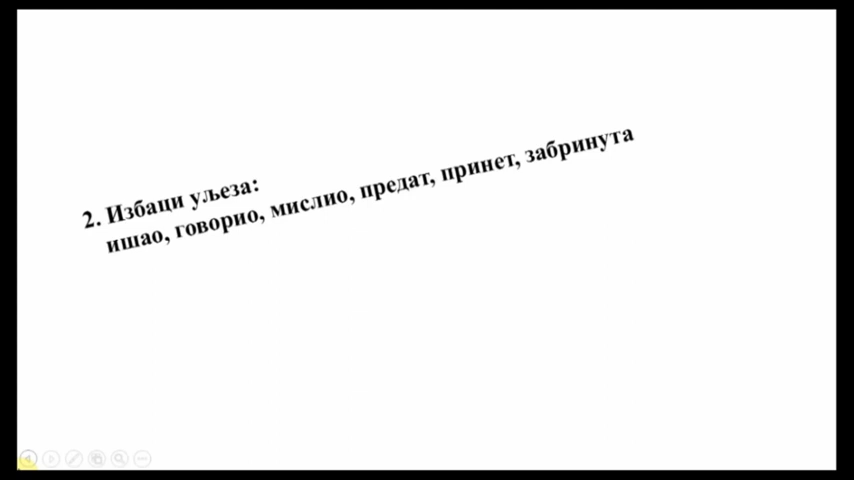 2. Избаци уљеза:
ишао, говорио, мислио, предат, принет, забринута